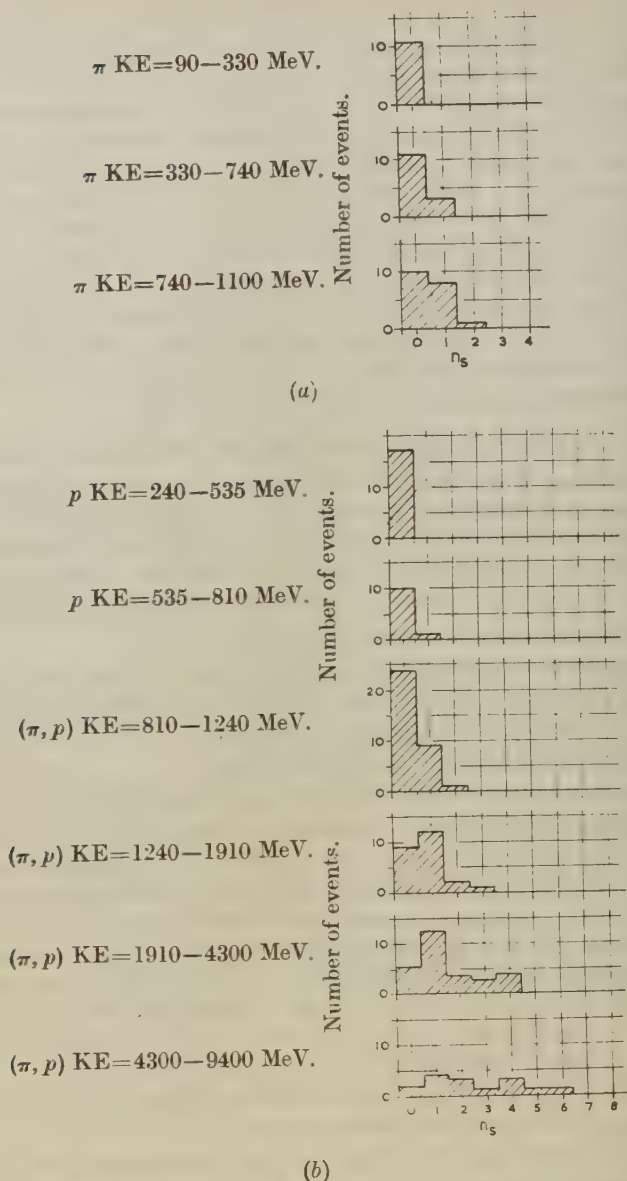 π KE=90—330 MeV.
10
0
π KE=330—740 MeV.
10
0
π KE=740—1100 MeV.
10
0
Number of events.
0 1 2 3 4
n_s
(a)
p KE=240—535 MeV.
10
0
p KE=535—810 MeV.
10
0
Number of events.
(π, p) KE=810—1240 MeV.
20
10
0
(π, p) KE=1240—1910 MeV.
10
0
(π, p) KE=1910—4300 MeV.
10
0
Number of events.
(π, p) KE=4300—9400 MeV.
10
0
0 1 2 3 4 5 6 7 8
n_s
(b)